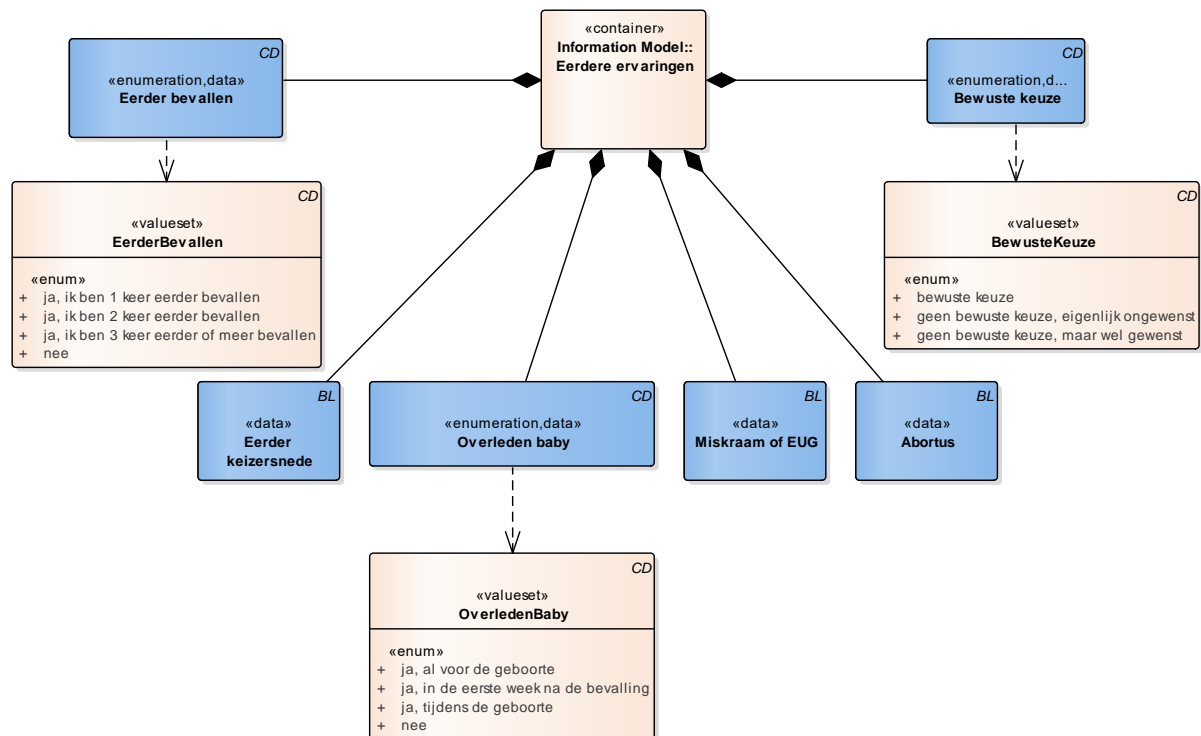 «container»
Information Model::
Eerdere ervaringen
CD
«enumeration,data»
Eerder bevallen
CD
«enumeration,d...
Bewuste keuze
CD
«valueset»
EerderBevallen
«enum»
+ ja, ik ben 1 keer eerder bevallen
+ ja, ik ben 2 keer eerder bevallen
+ ja, ik ben 3 keer eerder of meer bevallen
+ nee
CD
«valueset»
BewusteKeuze
«enum»
+ bewuste keuze
+ geen bewuste keuze, eigenlijk ongewenst
+ geen bewuste keuze, maar wel gewenst
BL
«data»
Eerder
keizersnede
CD
«enumeration,data»
Overleden baby
BL
«data»
Miskraam of EUG
BL
«data»
Abortus
CD
«valueset»
OverledenBaby
«enum»
+ ja, al voor de geboorte
+ ja, in de eerste week na de bevalling
+ ja, tijdens de geboorte
+ nee